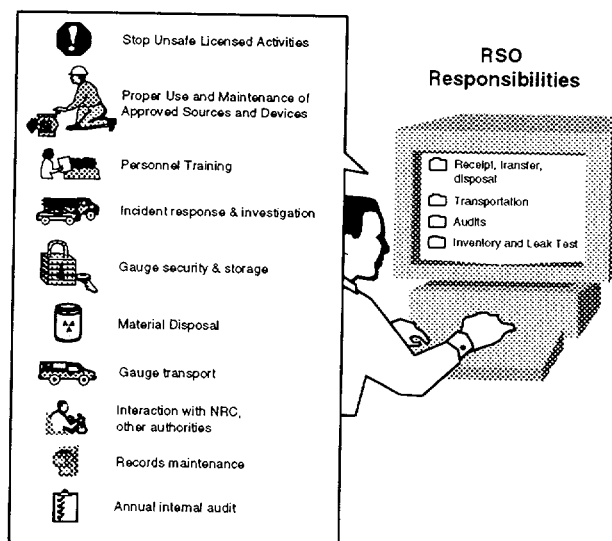 Stop Unsafe Licensed Activities
Proper Use and Maintenance of
Approved Sources and Devices
Personnel Training
Incident response & investigation
Gauge security & storage
Material Disposal
Gauge transport
Interaction with NRC,
other authorities
Records maintenance
Annual internal audit
RSO
Responsibilities
Receipt, transfer,
disposal
Transportation
Audits
Inventory and Leak Test